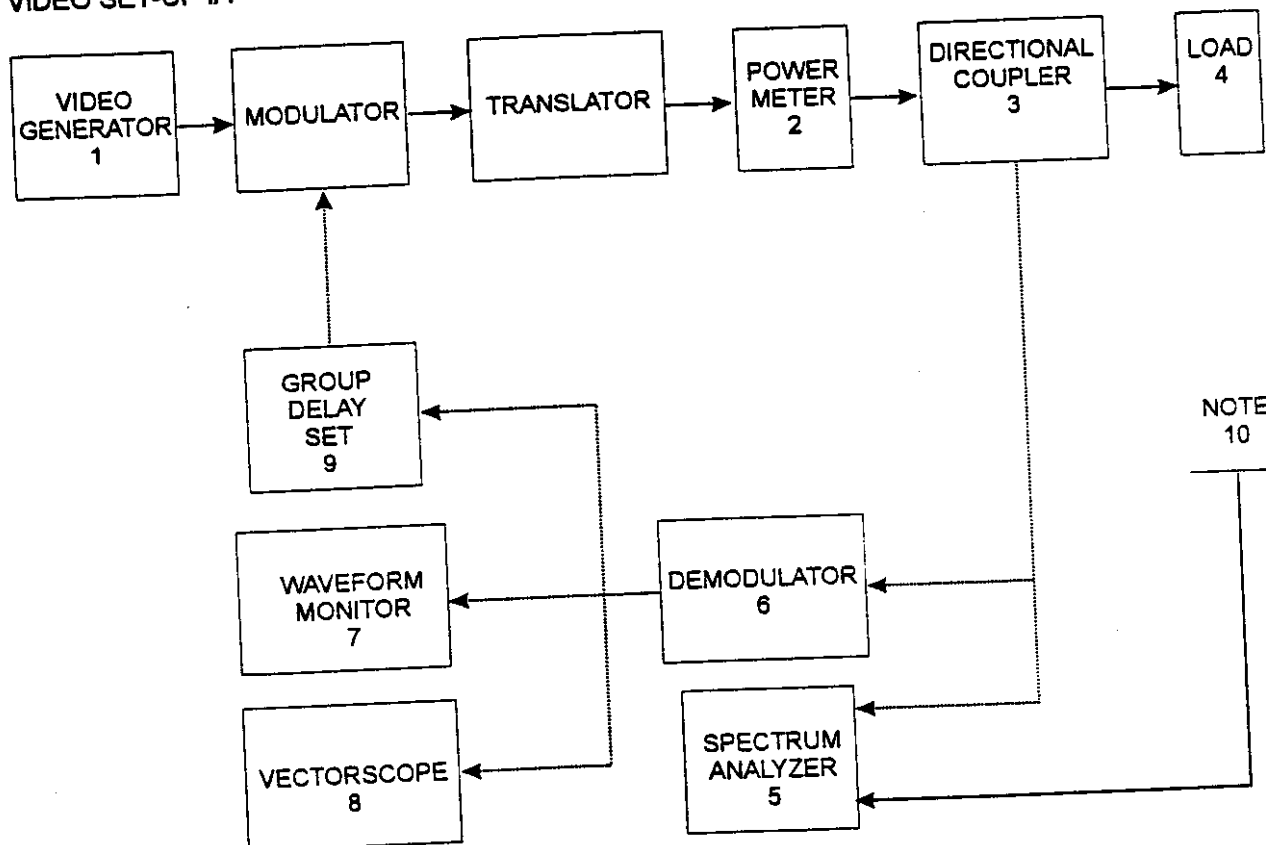 VIDEO
GENERATOR
1
MODULATOR
TRANSLATOR
POWER
METER
2
DIRECTIONAL
COUPLER
3
LOAD
4
GROUP
DELAY
SET
9
NOTE
10
WAVEFORM
MONITOR
7
DEMODULATOR
6
VECTORSCOPE
8
SPECTRUM
ANALYZER
5